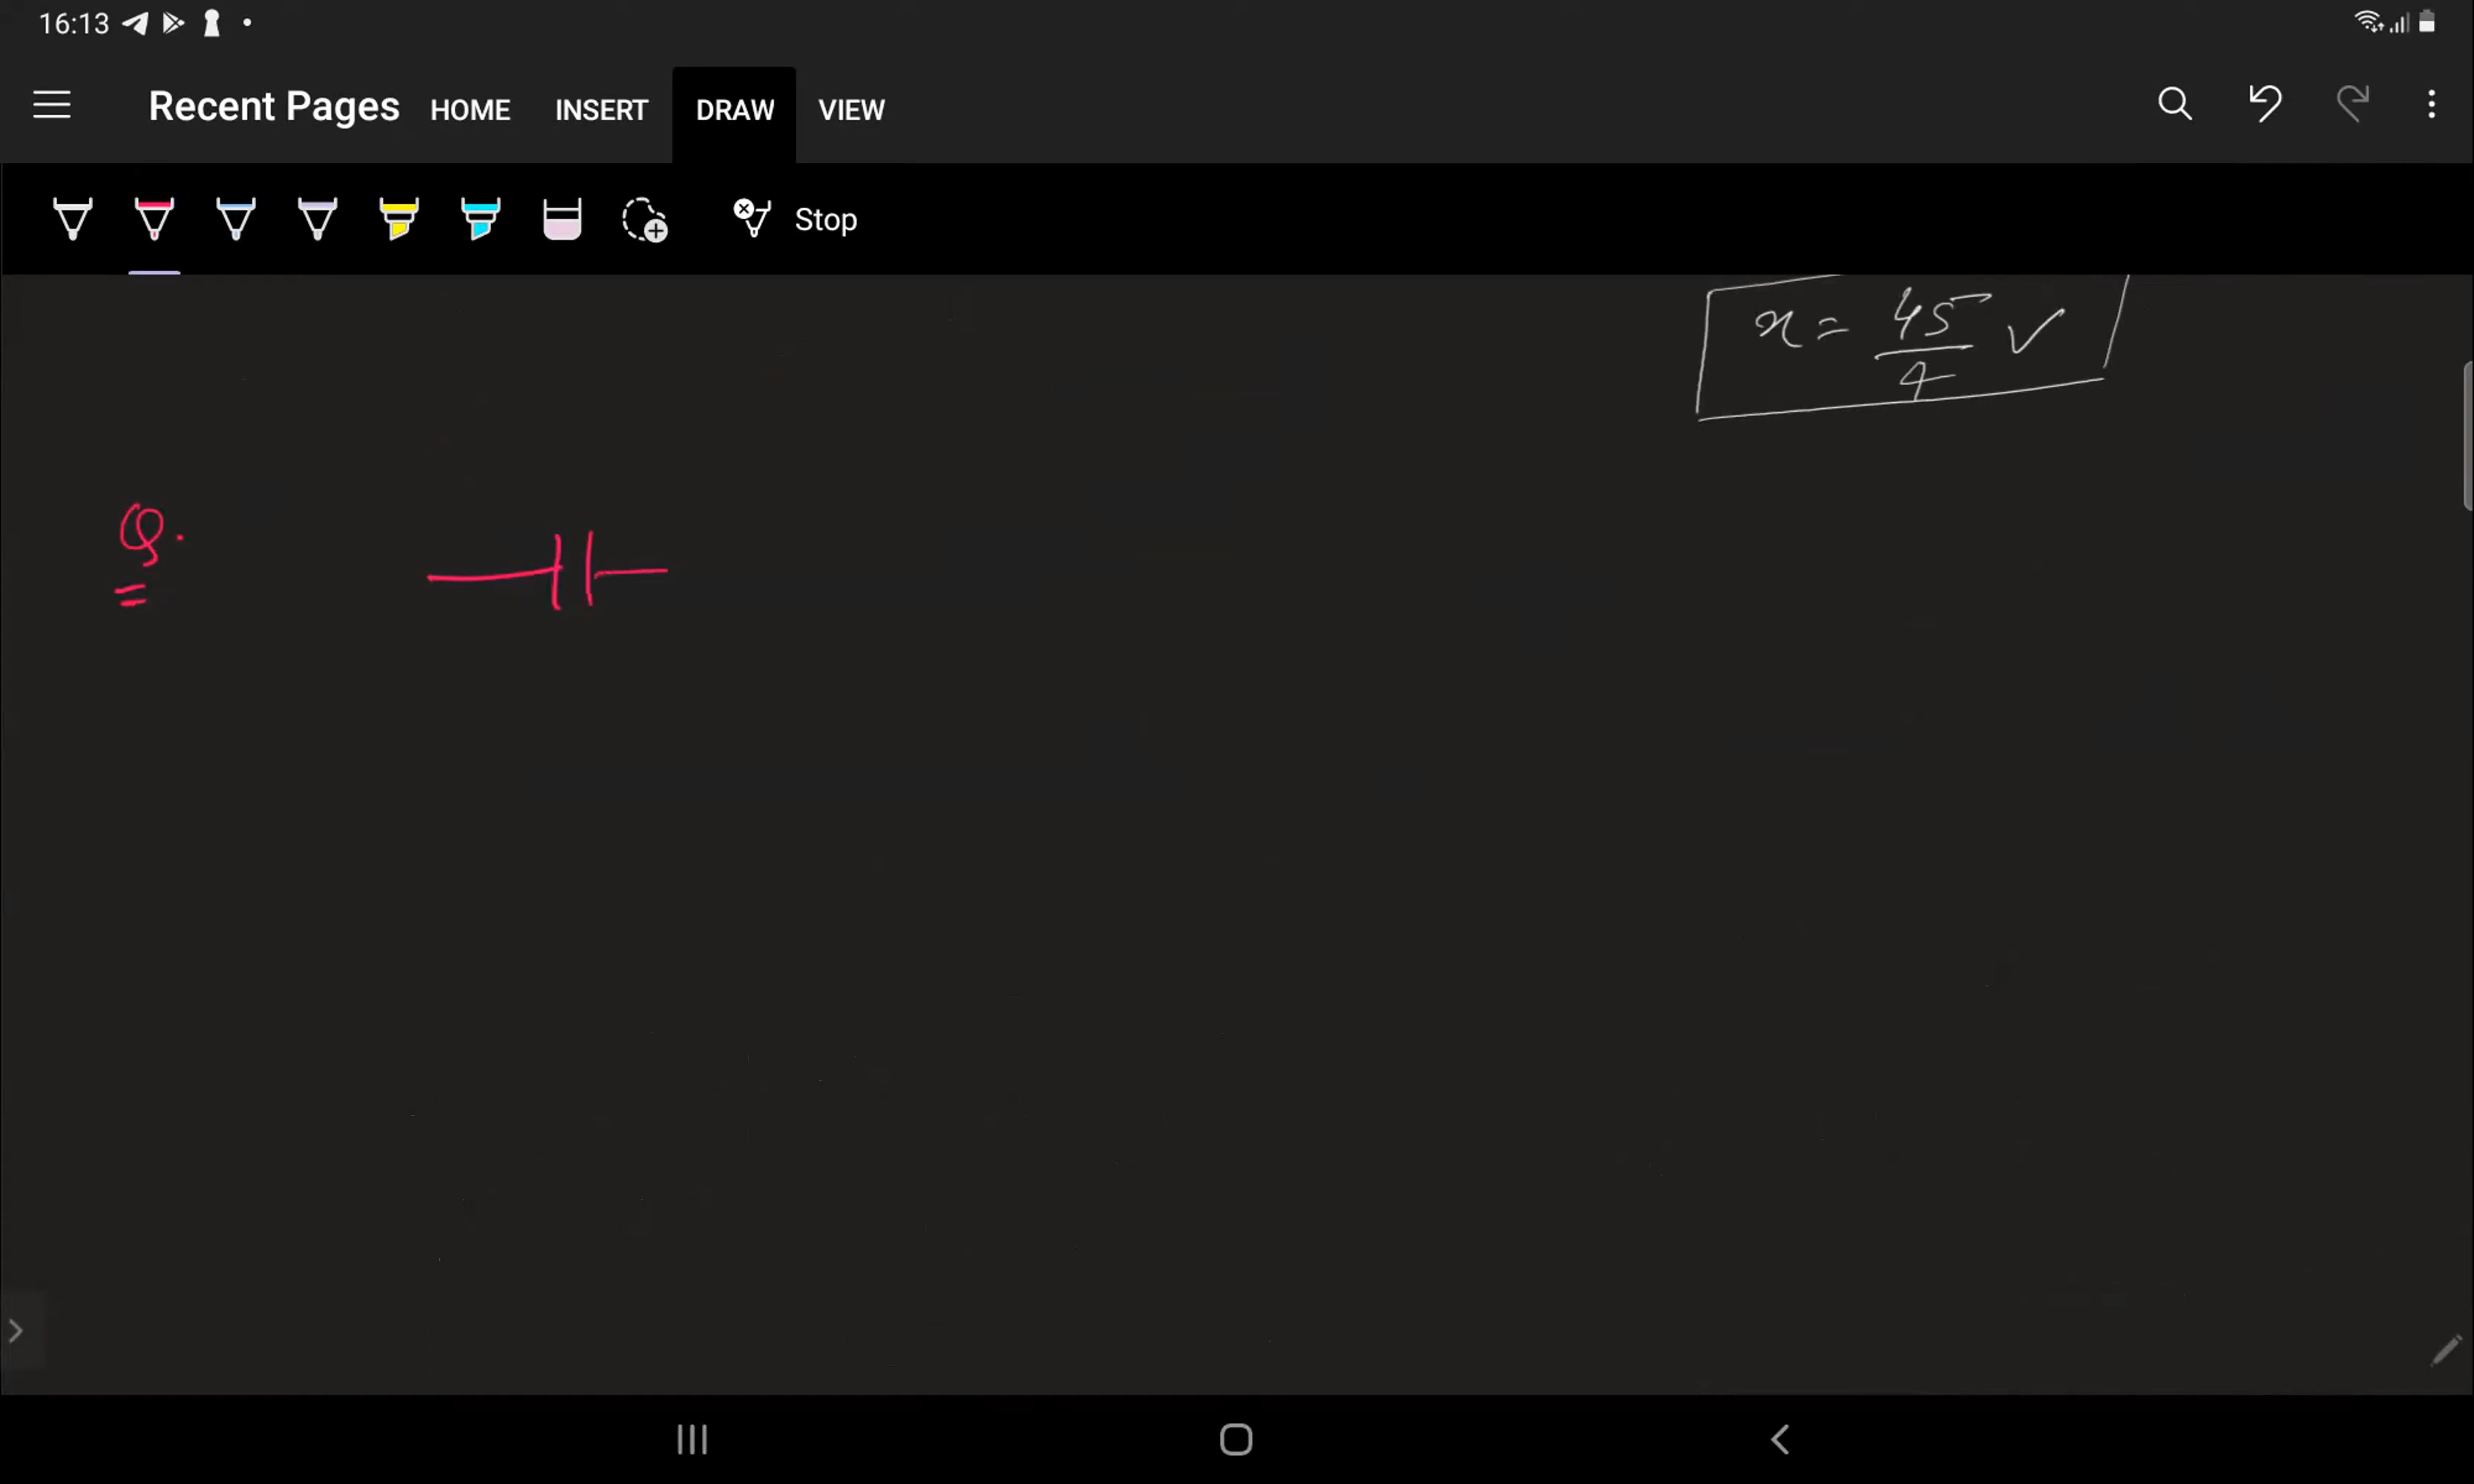 16:13
Recent Pages HOME INSERT DRAW VIEW
Stop
x = 45/4 V
Q.